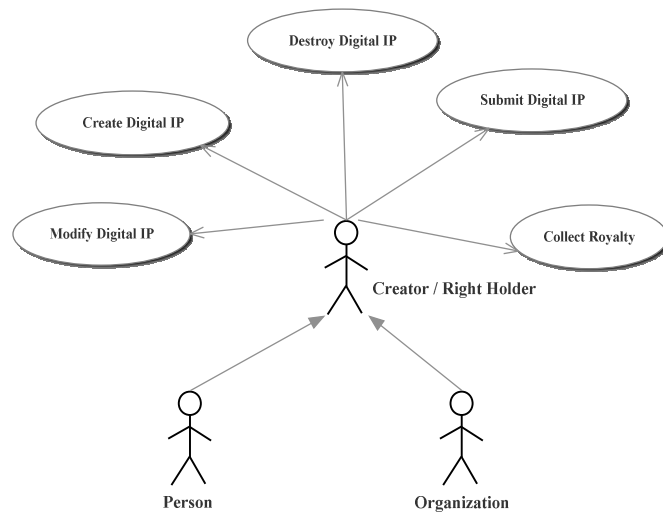 Destroy Digital IP
Submit Digital IP
Create Digital IP
Modify Digital IP
Collect Royalty
Creator / Right Holder
Person
Organization